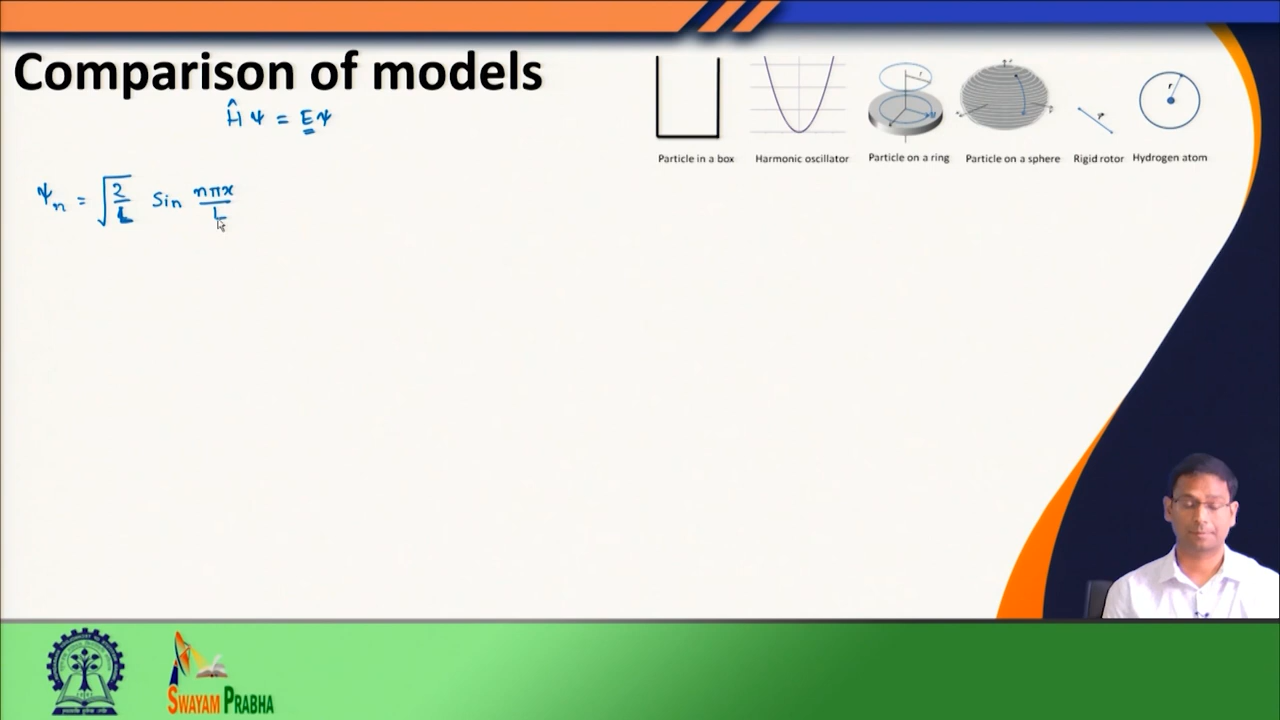 Comparison of models
Ĥ ψ = E ψ
ψn = √2/L Sin nπx/L
r
r
r
Particle in a box Harmonic oscillator Particle on a ring Particle on a sphere Rigid rotor Hydrogen atom
SWAYAM PRABHA